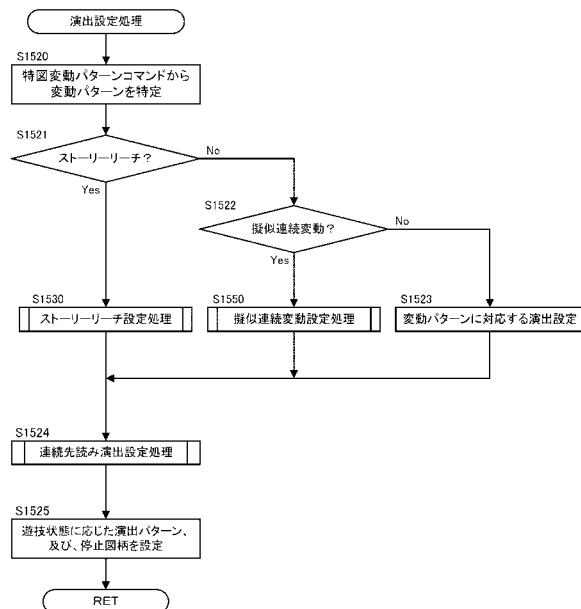 演出設定処理
S1520
特図変動パターンコマンドから
変動パターンを特定
S1521
ストーリーリーチ?
No
Yes
S1522
擬似連続変動?
No
Yes
S1530
ストーリーリーチ設定処理
S1550
擬似連続変動設定処理
S1523
変動パターンに対応する演出設定
S1524
連続先読み演出設定処理
S1525
遊技状態に応じた演出パターン、
及び、停止図柄を設定
RET